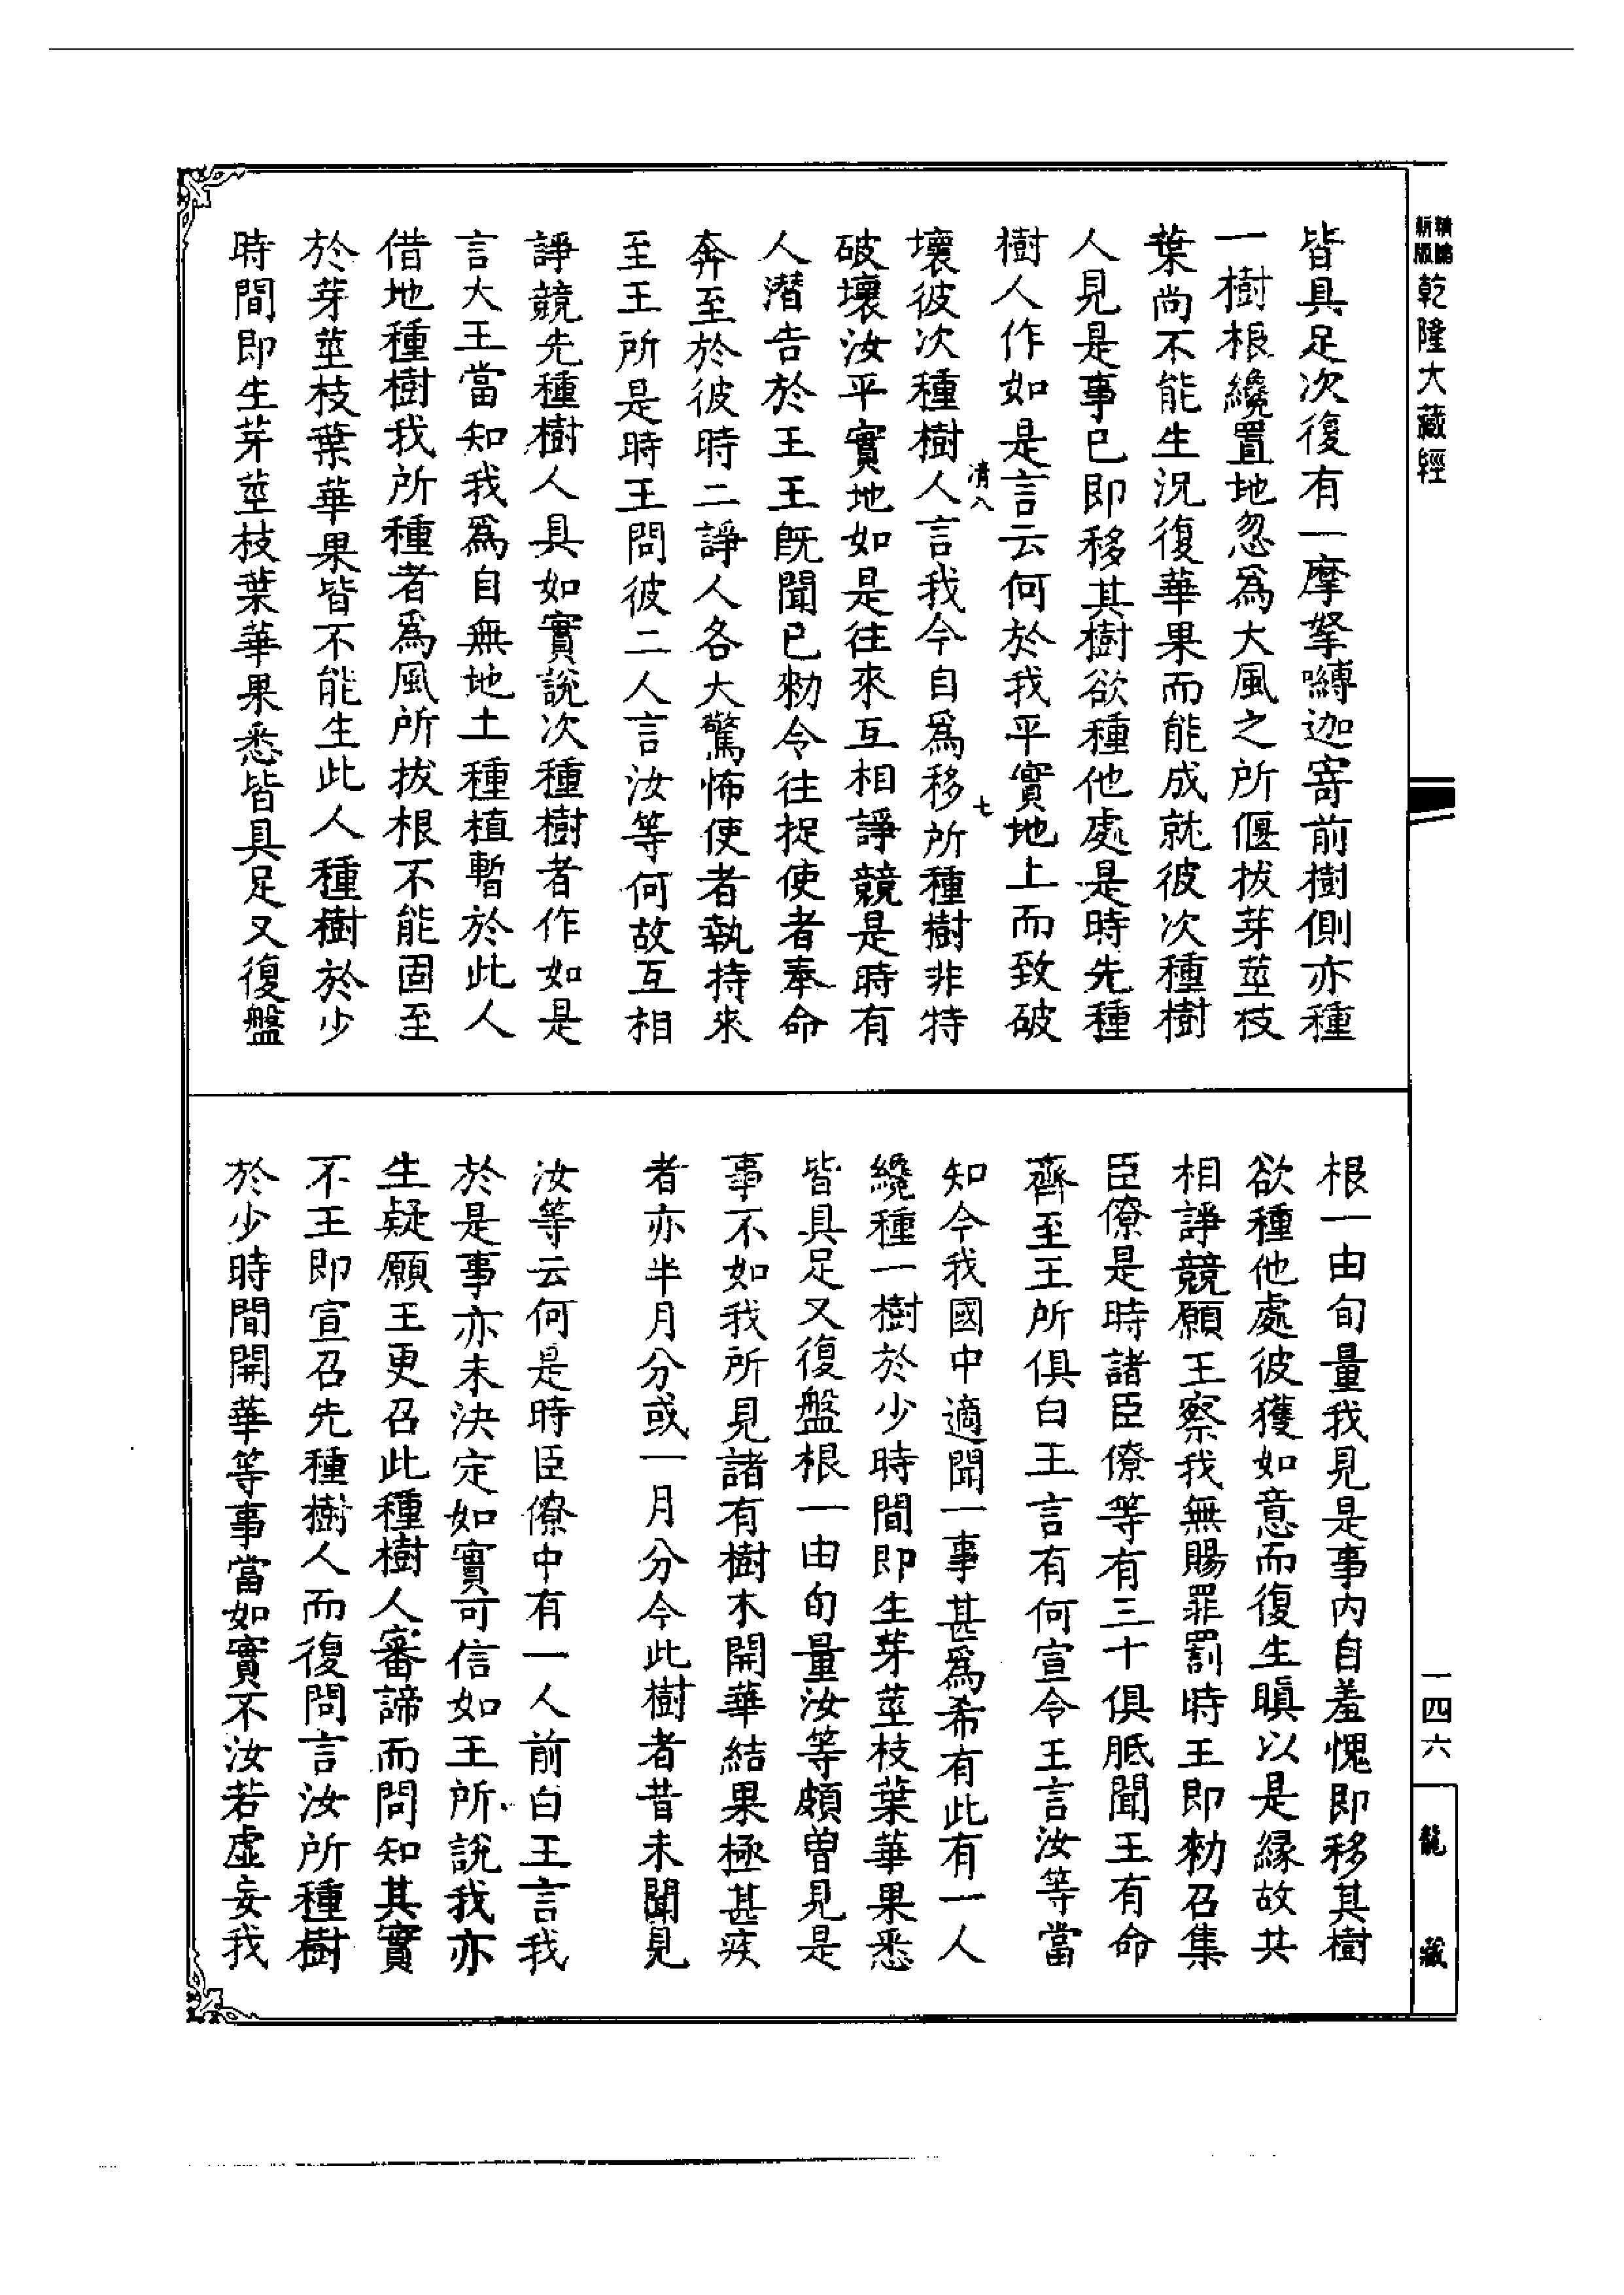 新版 精編
乾隆大藏經
皆具足次復有一摩拏嚩迦寄前樹側亦種
一樹根纔置地忽爲大風之所偃拔芽莖枝
葉尚不能生況復華果而能成就彼次種樹
人見是事已即移其樹欲種他處是時先種
樹人作如是言云何於我平實地上而致破
清八 七
壞彼次種樹人言我今自爲移所種樹非特
破壞汝平實地如是往來互相諍競是時有
人潛告於王王旣聞已勑令往捉使者奉命
奔至於彼時二諍人各大驚怖使者執持來
至王所是時王問彼二人言汝等何故互相
諍競先種樹人具如實說次種樹者作如是
言大王當知我爲自無地土種植暫於此人
借地種樹我所種者爲風所拔根不能固至
於芽莖枝葉華果皆不能生此人種樹於少
時間即生芽莖枝葉華果悉皆具足又復盤
根一由旬量我見是事內自羞愧即移其樹
欲種他處彼獲如意而復生瞋以是緣故共
相諍競願王察我無賜罪罰時王即勑召集
臣僚是時諸臣僚等有三十俱胝聞王有命
齊至王所俱白王言有何宣令王言汝等當
知今我國中適聞一事甚爲希有此有一人
纔種一樹於少時間即生芽莖枝葉華果悉
皆具足又復盤根一由旬量汝等頗曾見是
事不如我所見諸有樹木開華結果極甚疾
者亦半月分或一月分今此樹者昔未聞見
汝等云何是時臣僚中有一人前白王言我
於是事亦未決定如實可信如王所說我亦
生疑願王更召此種樹人審諦而問知其實
不王即宣召先種樹人而復問言汝所種樹
於少時間開華等事當如實不汝若虛妄我
一四六
龍藏